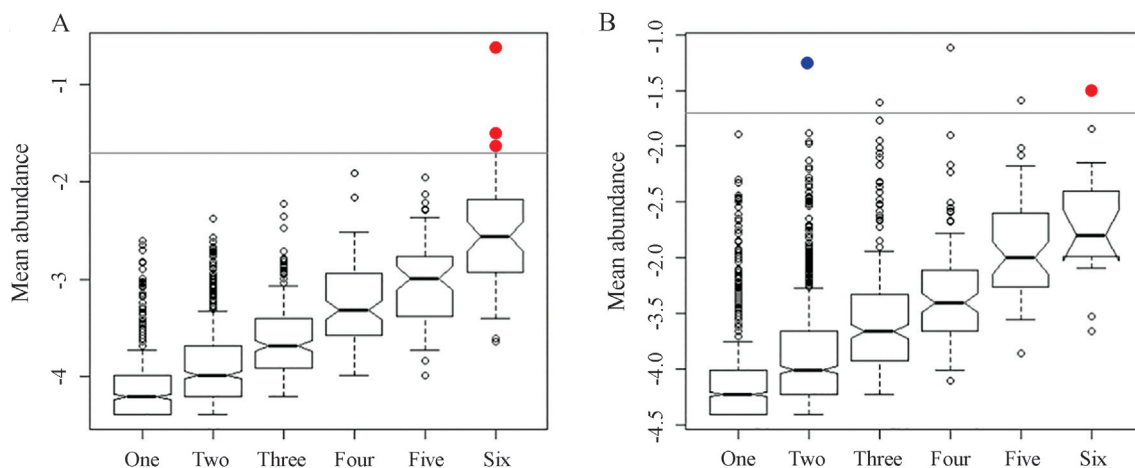 A
Mean abundance
-1
-2
-3
-4
One Two Three Four Five Six
B
Mean abundance
-1.0
-1.5
-2.0
-2.5
-2.0
-3.5
-4.0
-4.5
One Two Three Four Five Six